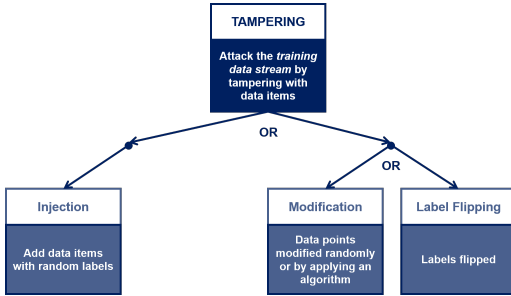 TAMPERING
Attack the training
data stream by
tampering with
data items
OR
OR
Injection
Add data items
with random labels
Modification
Data points
modified randomly
or by applying an
algorithm
Label Flipping
Labels flipped